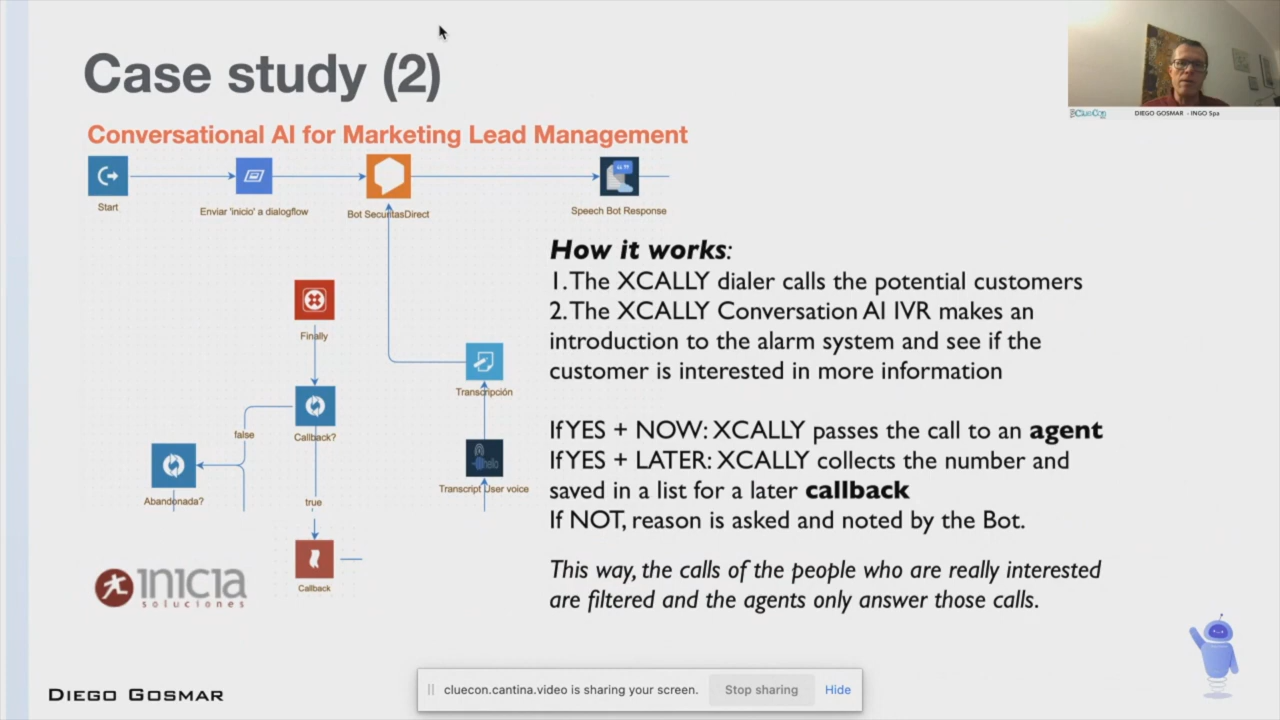 Case study (2)
Conversational AI for Marketing Lead Management
Start
Enviar 'inicio' a dialogflow
Bot SecuritasDirect
Speech Bot Response
How it works:
1. The XCALLY dialer calls the potential customers
2. The XCALLY Conversation AI IVR makes an
introduction to the alarm system and see if the
customer is interested in more information
If YES + NOW: XCALLY passes the call to an agent
If YES + LATER: XCALLY collects the number and
saved in a list for a later callback
If NOT, reason is asked and noted by the Bot.
This way, the calls of the people who are really interested
are filtered and the agents only answer those calls.
Finally
Callback?
false
true
Abandonada?
Callback
Transcripción
Transcript User voice
inicia
soluciones
DIEGO GOSMAR
cluecon.cantina.video is sharing your screen.
Stop sharing
Hide
ClueCon
DIEGO GOSMAR - INGO Spa